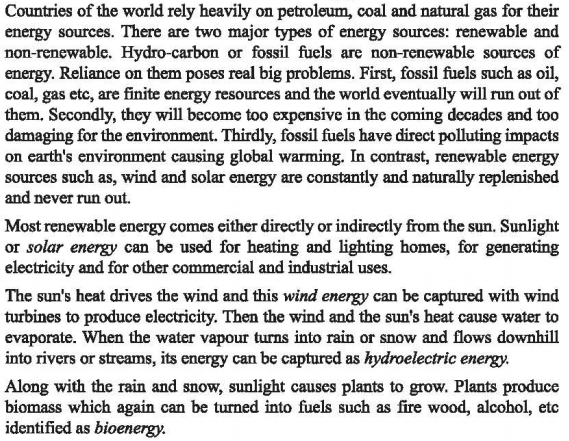 Countries of the world rely heavily on petroleum, coal and natural gas for their
energy sources. There are two major types of energy sources: renewable and
non-renewable. Hydro-carbon or fossil fuels are non-renewable sources of
energy. Reliance on them poses real big problems. First, fossil fuels such as oil,
coal, gas etc, are finite energy resources and the world eventually will run out of
them. Secondly, they will become too expensive in the coming decades and too
damaging for the environment. Thirdly, fossil fuels have direct polluting impacts
on earth's environment causing global warming. In contrast, renewable energy
sources such as, wind and solar energy are constantly and naturally replenished
and never run out.
Most renewable energy comes either directly or indirectly from the sun. Sunlight
or solar energy can be used for heating and lighting homes, for generating
electricity and for other commercial and industrial uses.
The sun's heat drives the wind and this wind energy can be captured with wind
turbines to produce electricity. Then the wind and the sun's heat cause water to
evaporate. When the water vapour turns into rain or snow and flows downhill
into rivers or streams, its energy can be captured as hydroelectric energy.
Along with the rain and snow, sunlight causes plants to grow. Plants produce
biomass which again can be turned into fuels such as fire wood, alcohol, etc
identified as bioenergy.